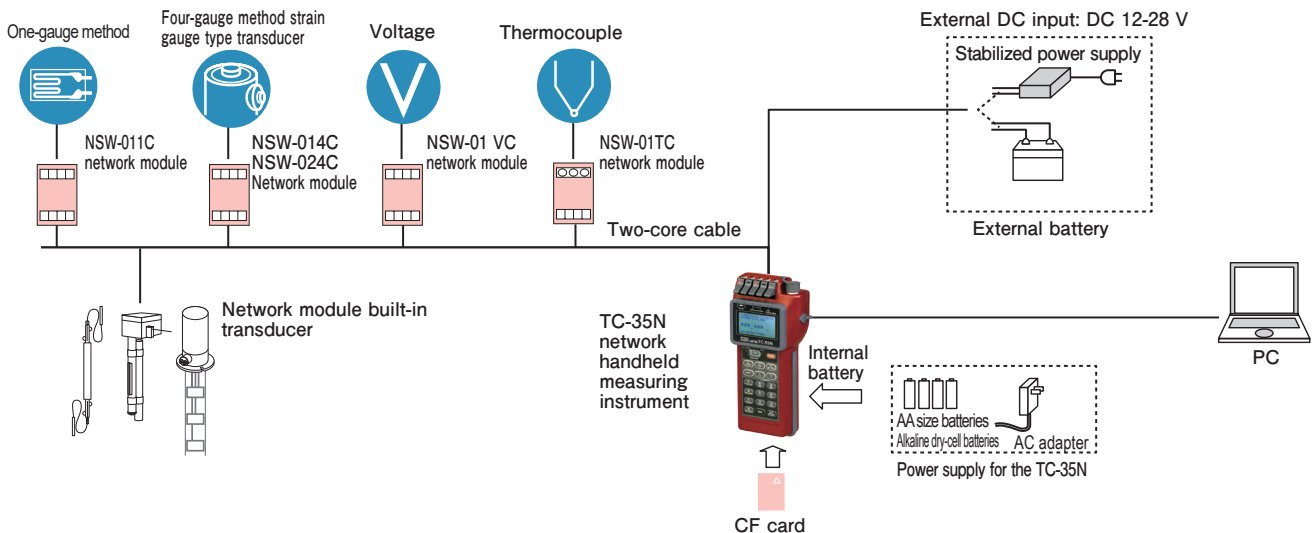 One-gauge method
Four-gauge method strain
gauge type transducer
Voltage
Thermocouple
External DC input: DC 12-28 V
Stabilized power supply
V
NSW-011C
network module
NSW-014C
NSW-024C
Network module
NSW-01 VC
network module
NSW-01TC
network module
External battery
Two-core cable
Network module built-in
transducer
TC-35N
network
handheld
measuring
instrument
Internal
battery
PC
AA size batteries
Alkaline dry-cell batteries
AC adapter
Power supply for the TC-35N
CF card